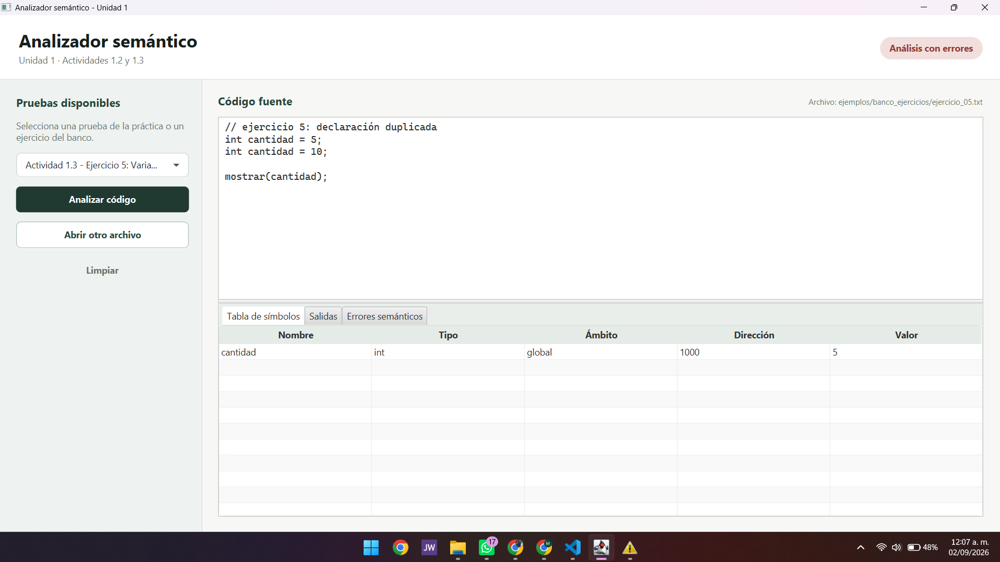 Analizador semántico - Unidad 1
Analizador semántico
Unidad 1 · Actividades 1.2 y 1.3
Análisis con errores
Pruebas disponibles
Selecciona una prueba de la práctica o un
ejercicio del banco.
Actividad 1.3 - Ejercicio 5: Varia...
Analizar código
Abrir otro archivo
Limpiar
Código fuente
Archivo: ejemplos/banco_ejercicios/ejercicio_05.txt
// ejercicio 5: declaración duplicada
int cantidad = 5;
int cantidad = 10;
mostrar(cantidad);
Tabla de símbolos Salidas Errores semánticos
Nombre Tipo Ámbito Dirección Valor
cantidad int global 1000 5
JW
17
M
48%
12:07 a. m.
02/09/2026